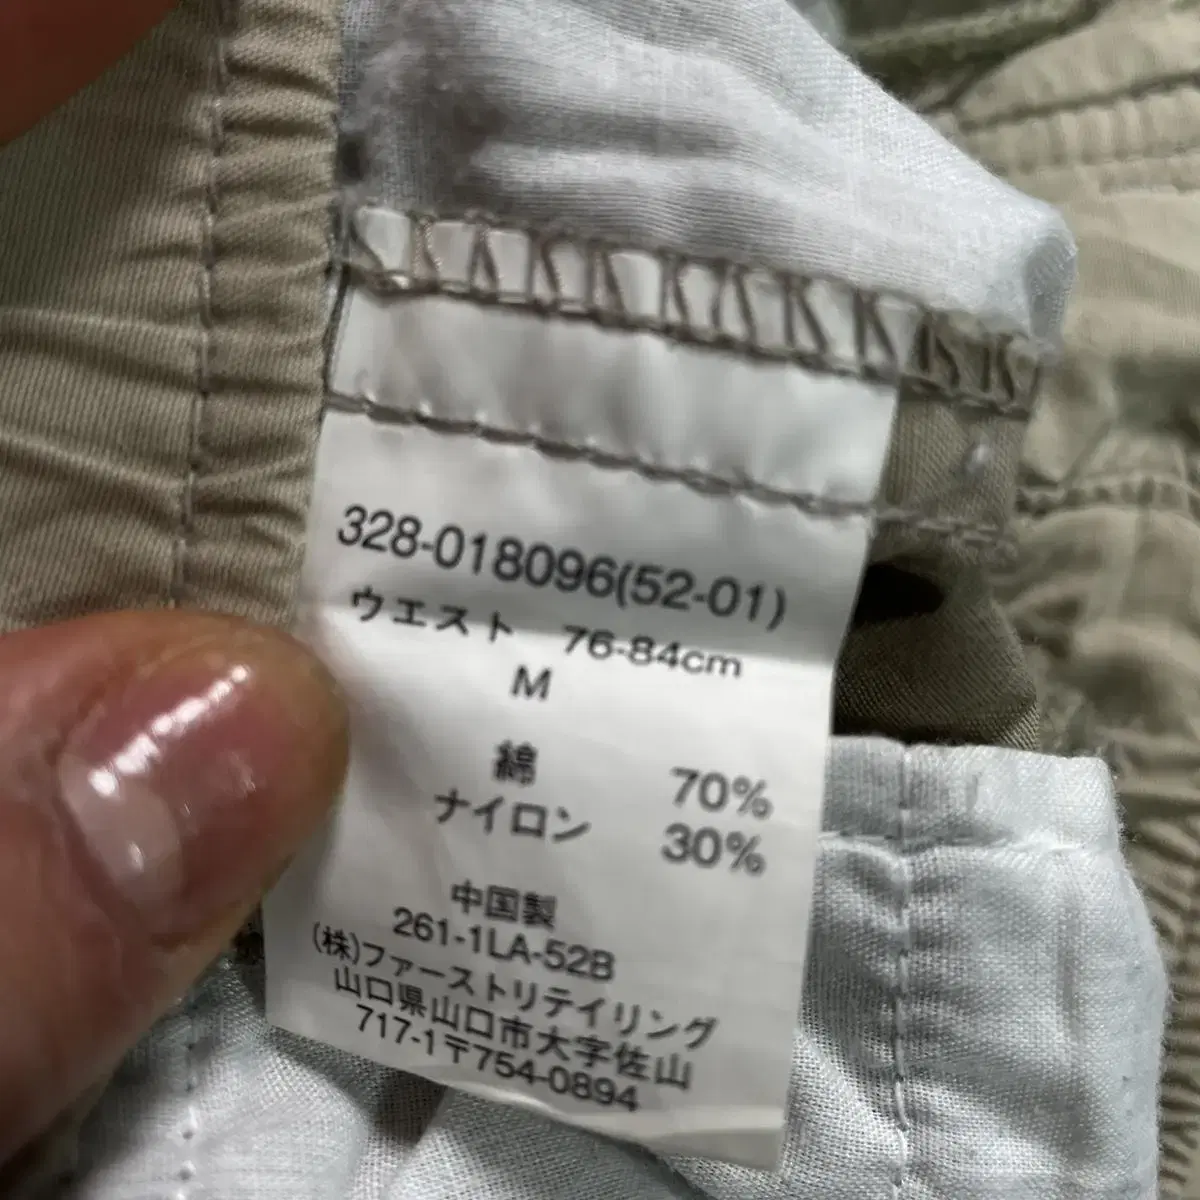 328-018096(52-01)
ウエスト 76-84cm
M
綿 70%
ナイロン 30%
中国製
261-1LA-52B
(株)ファーストリテイリング
山口県山口市大字佐山
717-1〒754-0894